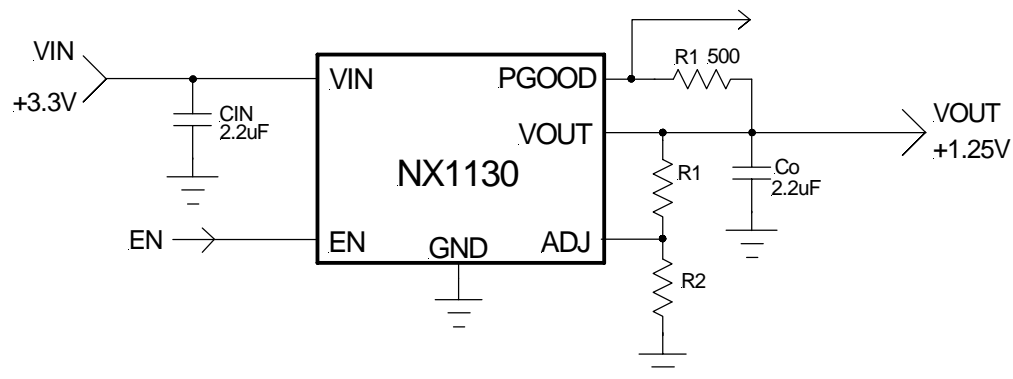 VIN
+3.3V
CIN
2.2uF
EN
VIN
EN
GND
NX1130
PGOOD
VOUT
ADJ
R1 500
R1
R2
Co
2.2uF
VOUT
+1.25V